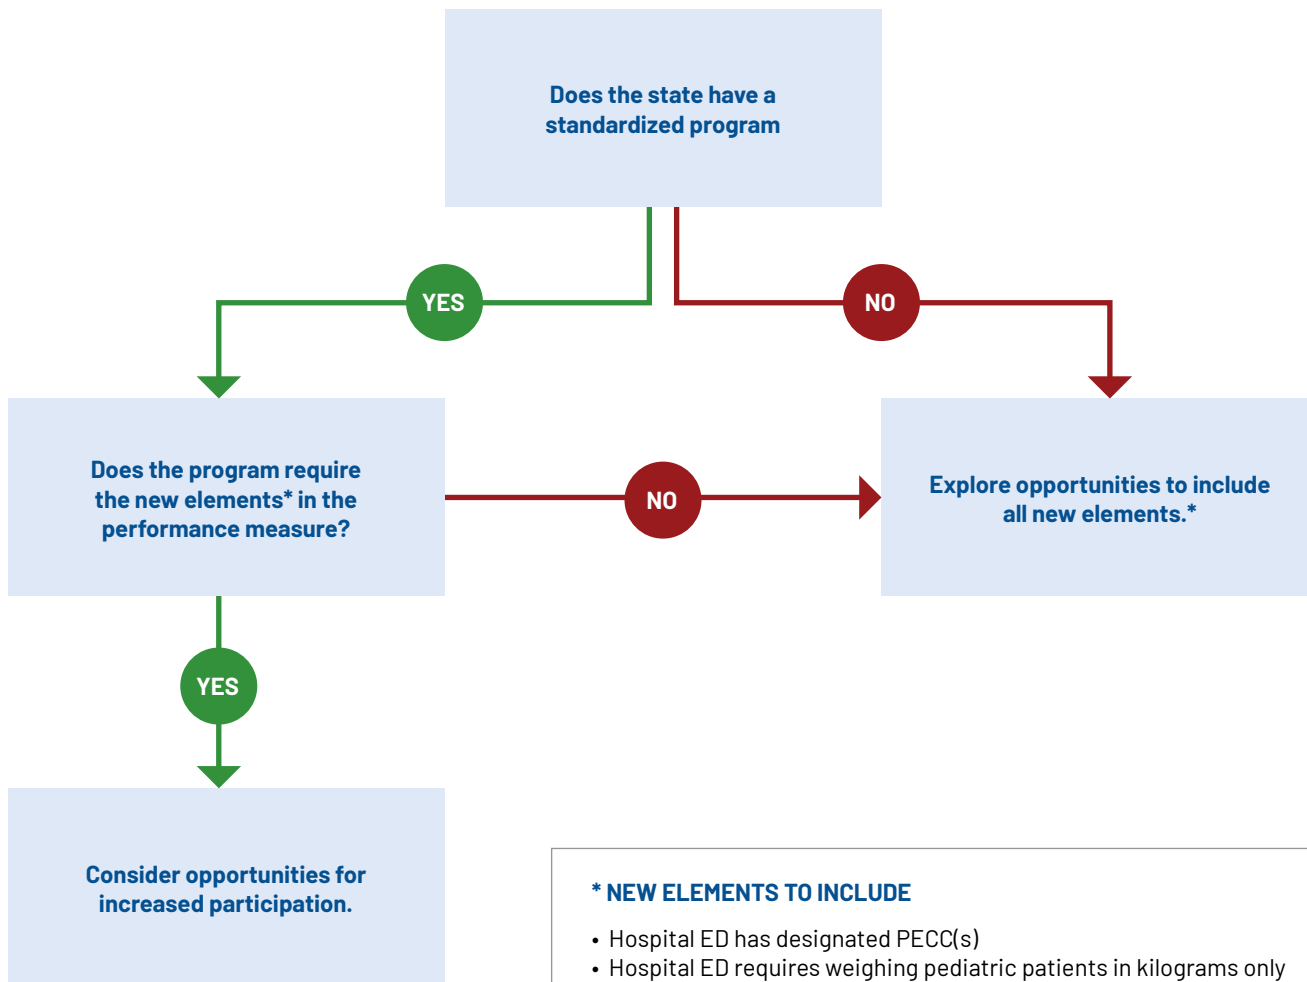 Does the state have a
standardized program
YES
NO
Does the program require
the new elements* in the
performance measure?
NO
Explore opportunities to include
all new elements.*
YES
Consider opportunities for
increased participation.
* NEW ELEMENTS TO INCLUDE
• Hospital ED has designated PECC(s)
• Hospital ED requires weighing pediatric patients in kilograms only